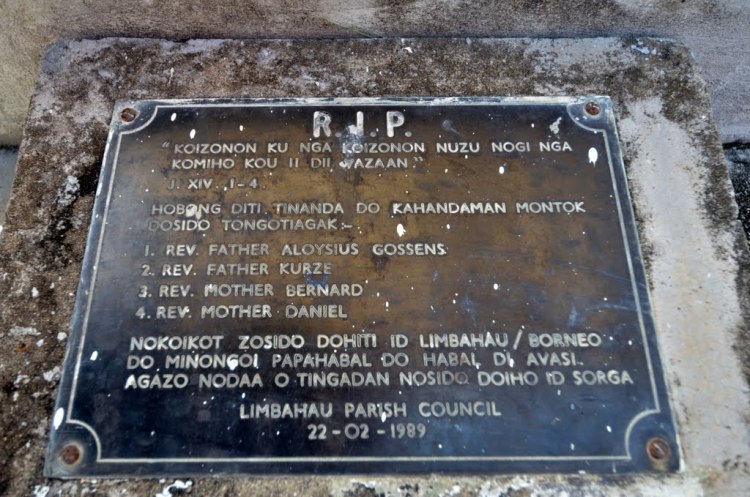 R.I.P.
"KOIZONON KU NGA KOIZONON NUZU NOGI NGA
KOMIHO KOU II DII WAZAAN."
J. XIV, 1-4
HOBONG DITI TINANDA DO KAHANDAMAN MONTOK
DOSIDO TONGOTIAGAK:-
1. REV. FATHER ALOYSIUS GOSSENS
2. REV. FATHER KURZE
3. REV. MOTHER BERNARD
4. REV. MOTHER DANIEL
NOKOIKOT ZOSIDO DOHITI ID LIMBAHAU/BORNEO
DO MINONGOI PAPAHABAL DO HABAL DI AVASI.
AGAZO NODAA O TINGADAN NOSIDO DOIHO ID SORGA
LIMBAHAU PARISH COUNCIL
22-02-1989